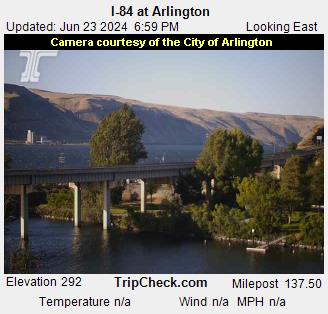 I-84 at Arlington
Updated: Jun 23 2024 6:59 PM Looking East
Camera courtesy of the City of Arlington
Elevation 292 TripCheck.com Milepost 137.50
Temperature n/a Wind n/a MPH n/a